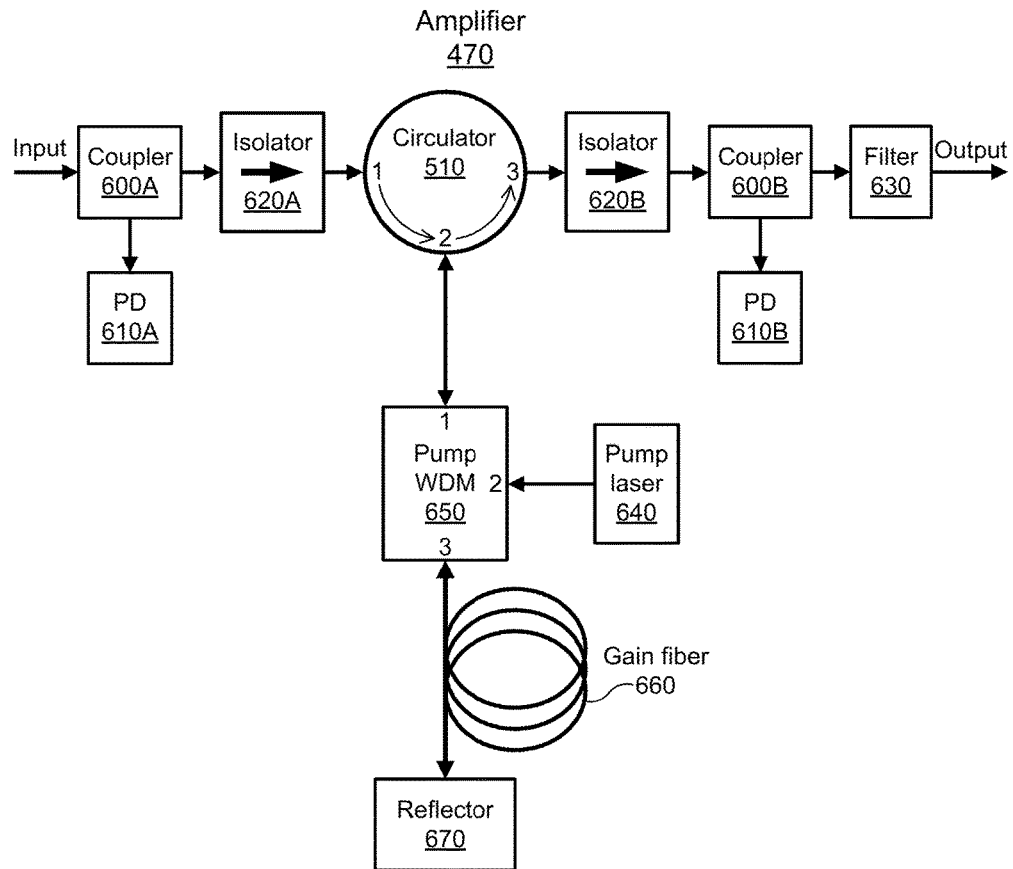 Amplifier
470
Input
Coupler
600A
Isolator
620A
Circulator
510
1
2
3
Isolator
620B
Coupler
600B
Filter
630
Output
PD
610A
PD
610B
1
Pump
WDM
650
2
3
Pump
laser
640
Gain fiber
660
Reflector
670